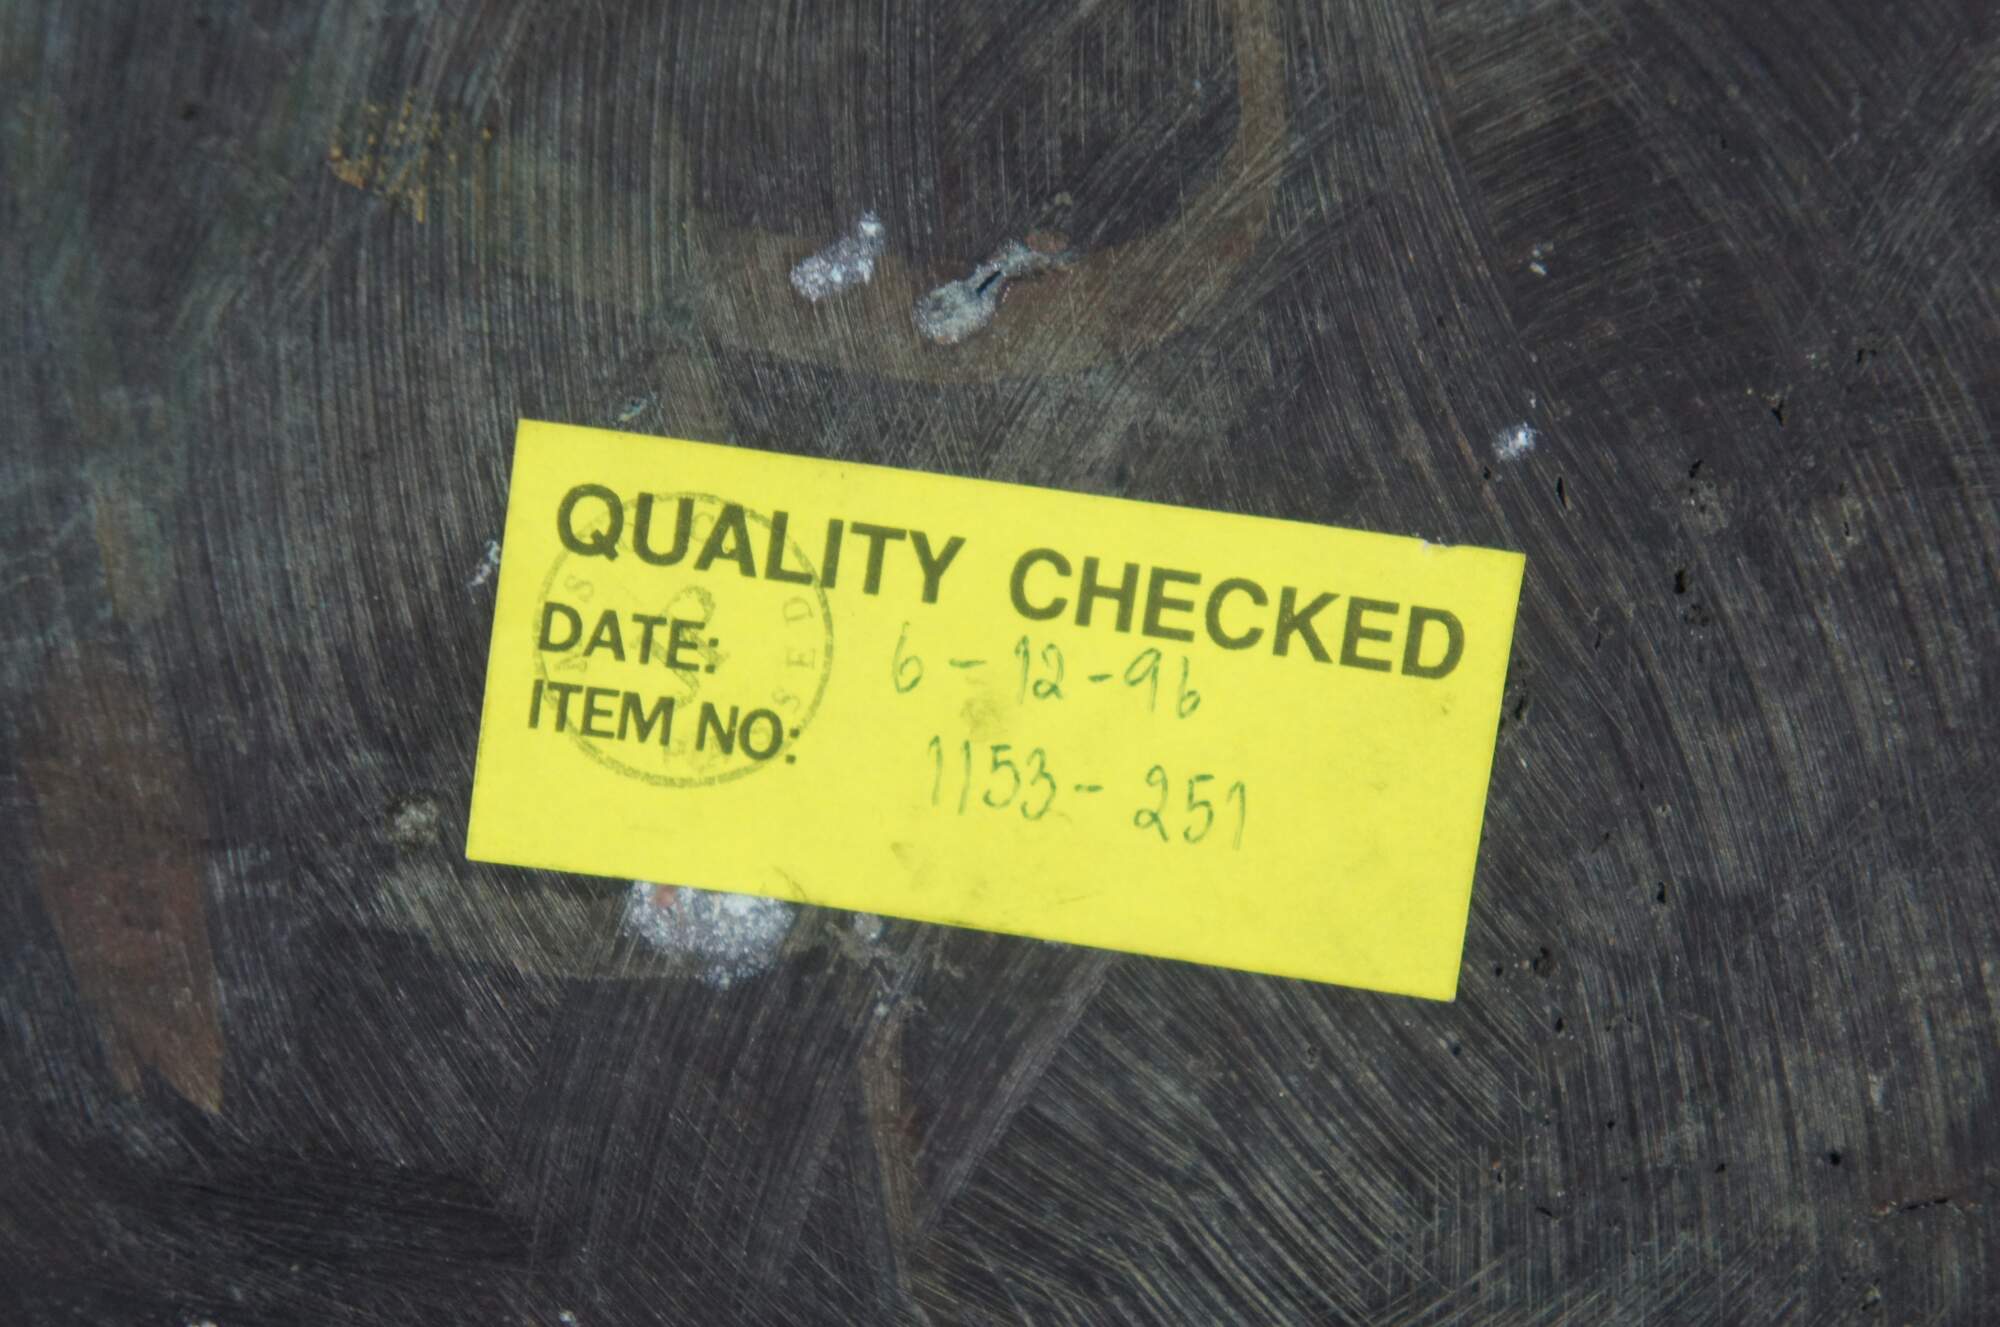 QUALITY CHECKED
DATE: 6-12-96
ITEM NO: 1153-251